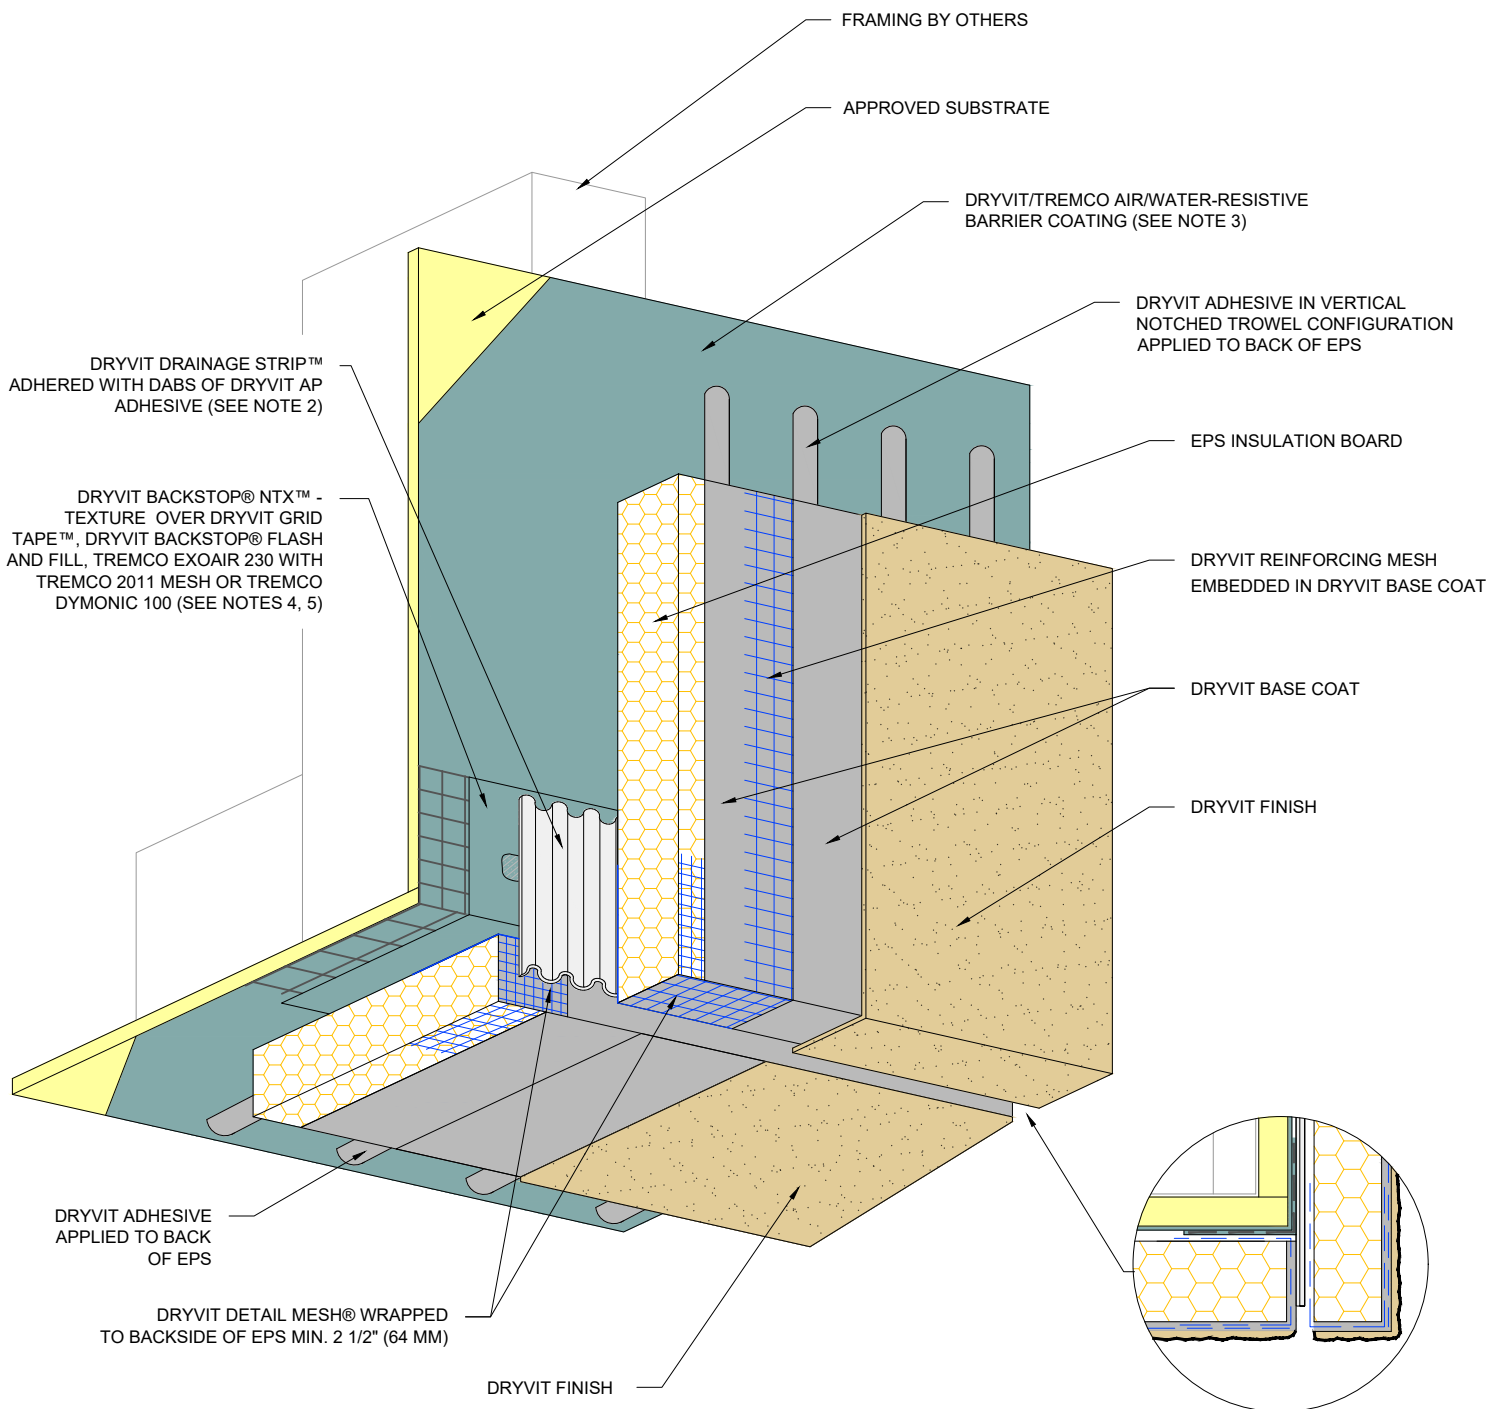 FRAMING BY OTHERS
APPROVED SUBSTRATE
DRYVIT/TREMCO AIR/WATER-RESISTIVE
BARRIER COATING (SEE NOTE 3)
DRYVIT ADHESIVE IN VERTICAL
NOTCHED TROWEL CONFIGURATION
APPLIED TO BACK OF EPS
DRYVIT DRAINAGE STRIP™
ADHERED WITH DABS OF DRYVIT AP
ADHESIVE (SEE NOTE 2)
EPS INSULATION BOARD
DRYVIT BACKSTOP® NTX™ -
TEXTURE OVER DRYVIT GRID
TAPE™, DRYVIT BACKSTOP® FLASH
AND FILL, TREMCO EXOAIR 230 WITH
TREMCO 2011 MESH OR TREMCO
DYMONIC 100 (SEE NOTES 4, 5)
DRYVIT REINFORCING MESH
EMBEDDED IN DRYVIT BASE COAT
DRYVIT BASE COAT
DRYVIT FINISH
DRYVIT ADHESIVE
APPLIED TO BACK
OF EPS
DRYVIT DETAIL MESH® WRAPPED
TO BACKSIDE OF EPS MIN. 2 1/2" (64 MM)
DRYVIT FINISH